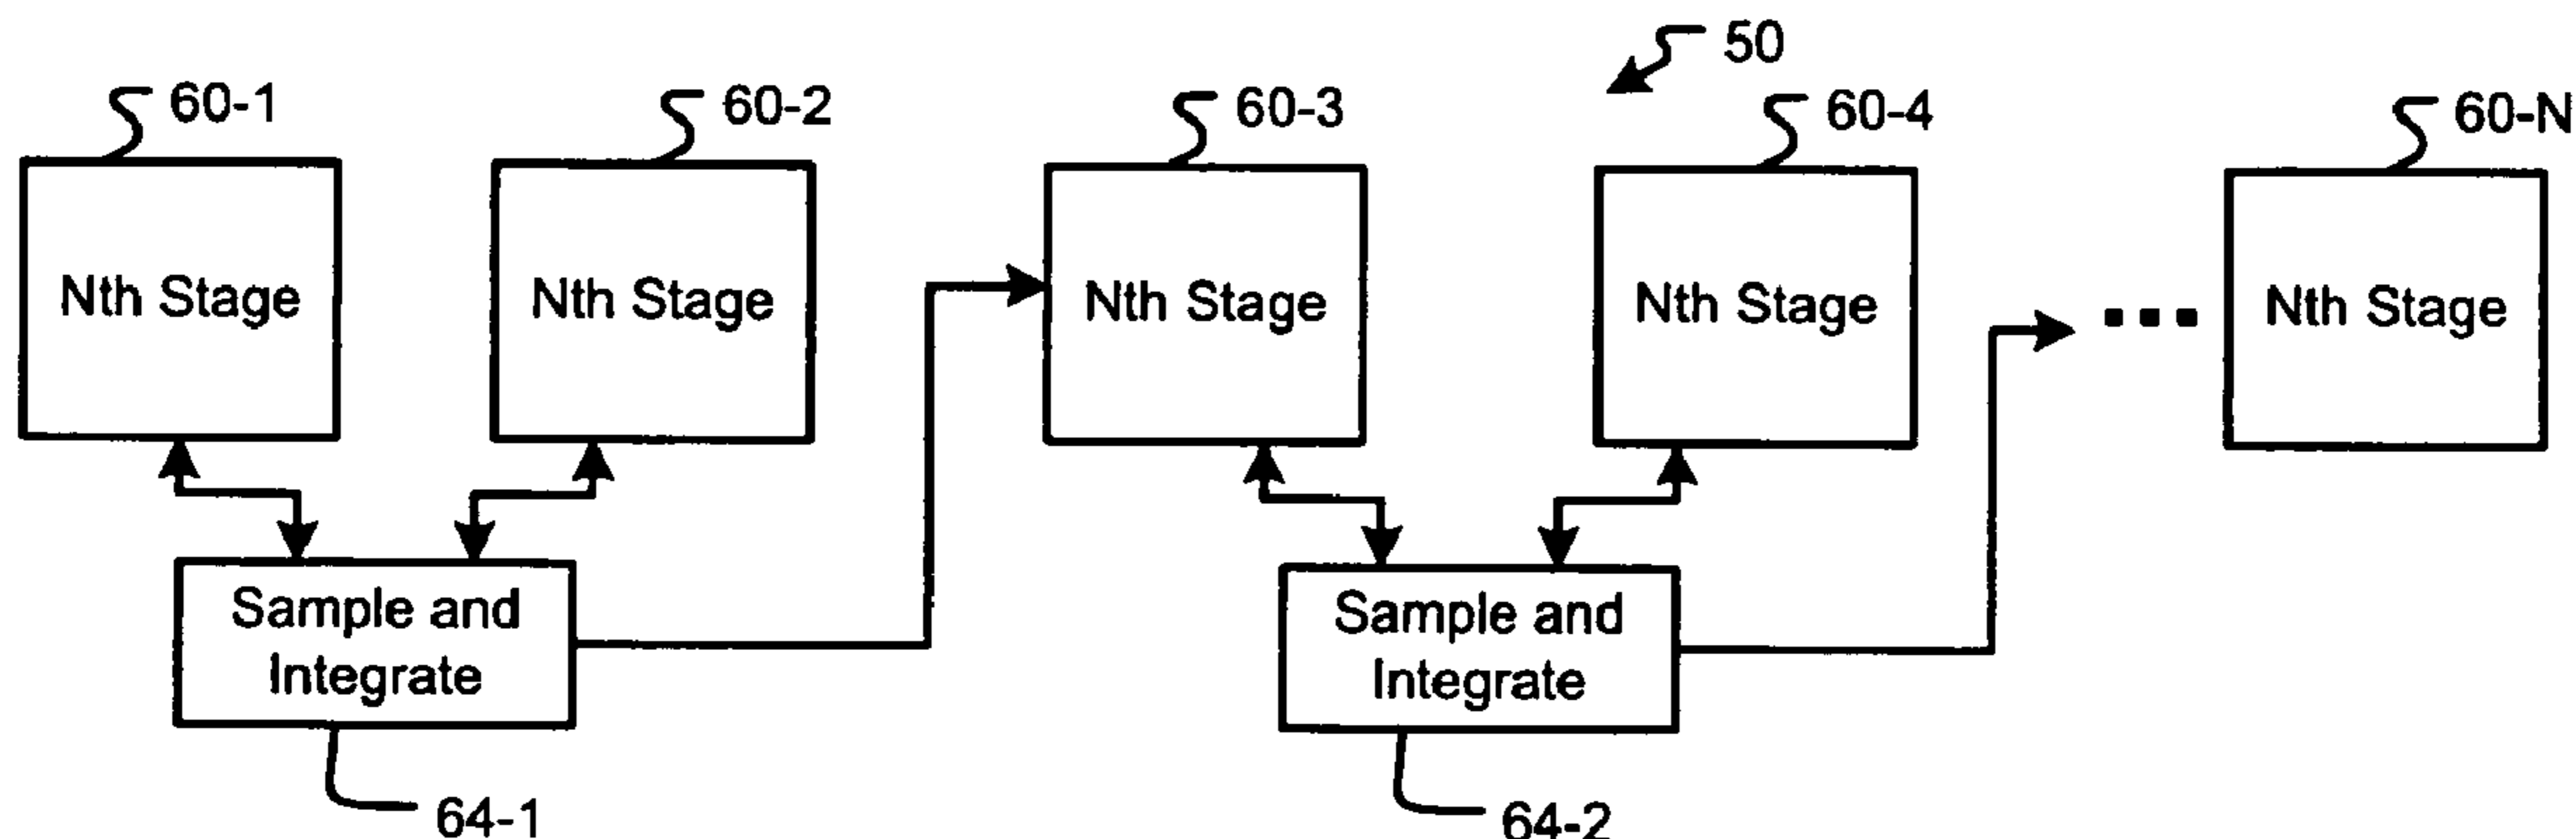 50
60-1
60-2
60-3
60-4
60-N
Nth Stage
Nth Stage
Nth Stage
Nth Stage
Nth Stage
Sample and
Integrate
Sample and
Integrate
64-1
64-2